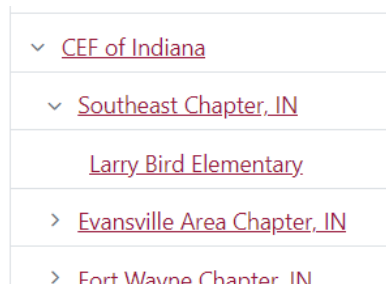 CEF of Indiana
Southeast Chapter, IN
Larry Bird Elementary
Evansville Area Chapter, IN
Fort Wayne Chapter, IN